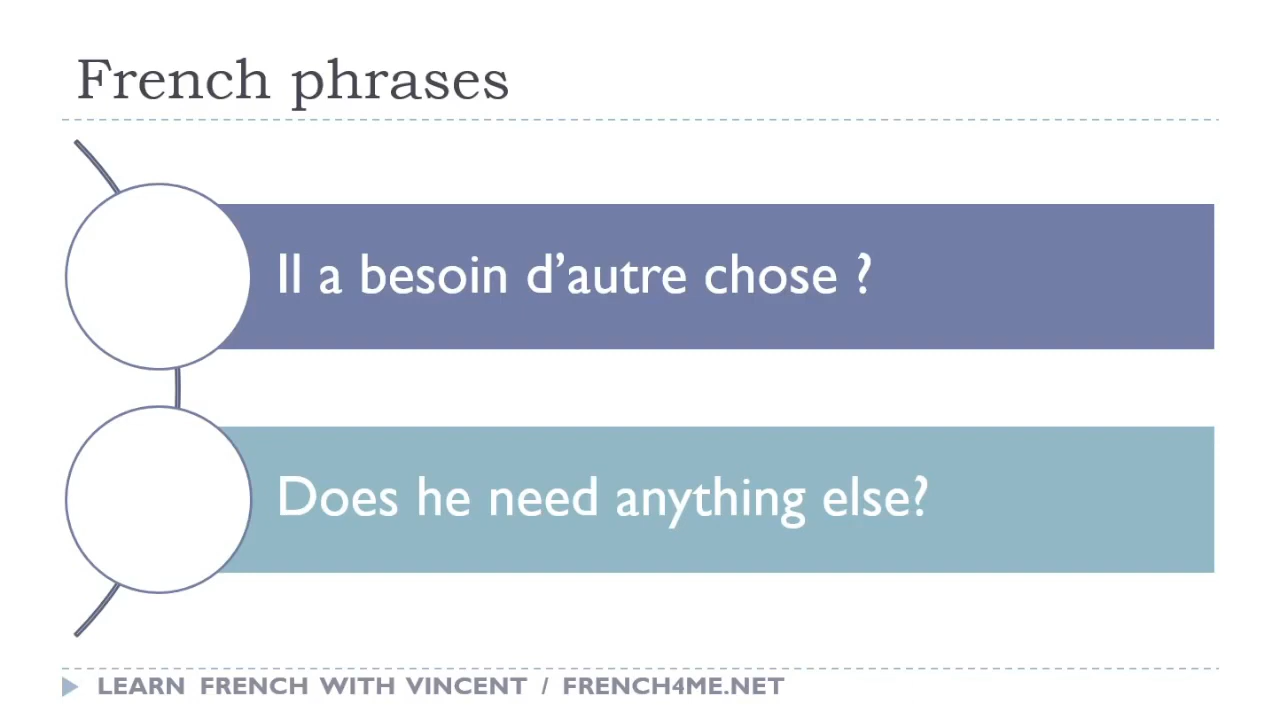 French phrases
Il a besoin d’autre chose ?
Does he need anything else?
LEARN FRENCH WITH VINCENT / FRENCH4ME.NET